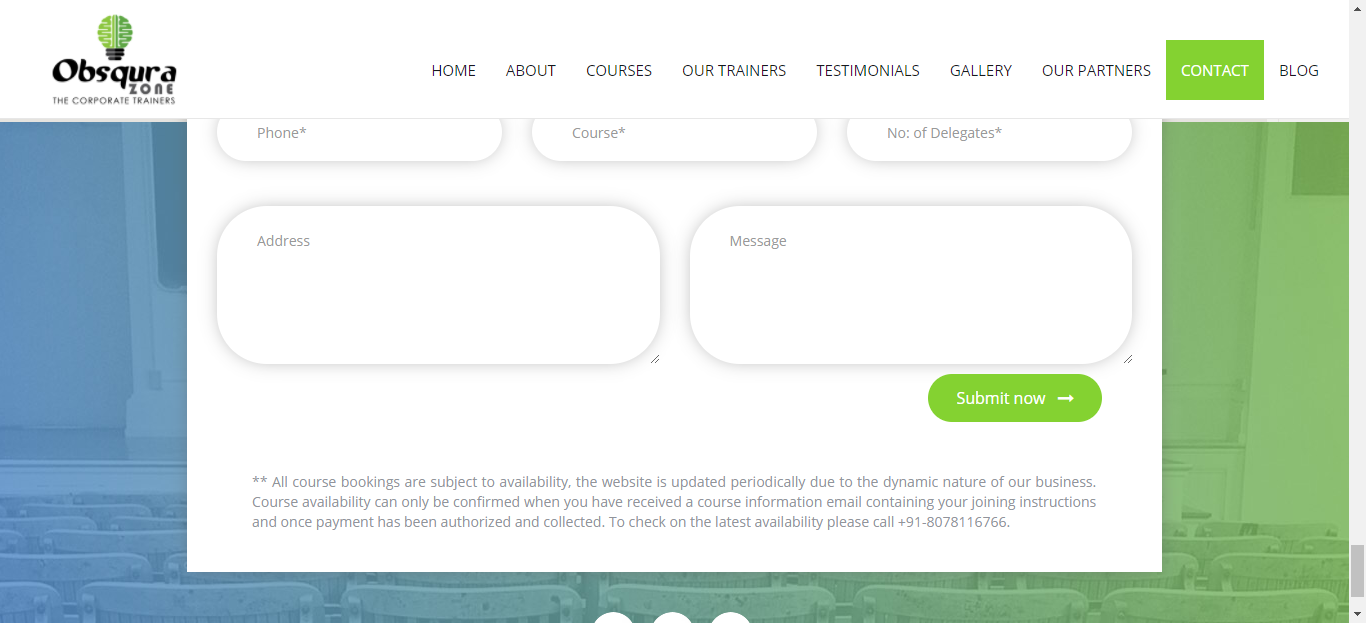 Obsqura
ZONE
THE CORPORATE TRAINERS
HOME ABOUT COURSES OUR TRAINERS TESTIMONIALS GALLERY OUR PARTNERS CONTACT BLOG
Phone* Course* No: of Delegates*
Address Message
Submit now
** All course bookings are subject to availability, the website is updated periodically due to the dynamic nature of our business.
Course availability can only be confirmed when you have received a course information email containing your joining instructions
and once payment has been authorized and collected. To check on the latest availability please call +91-8078116766.